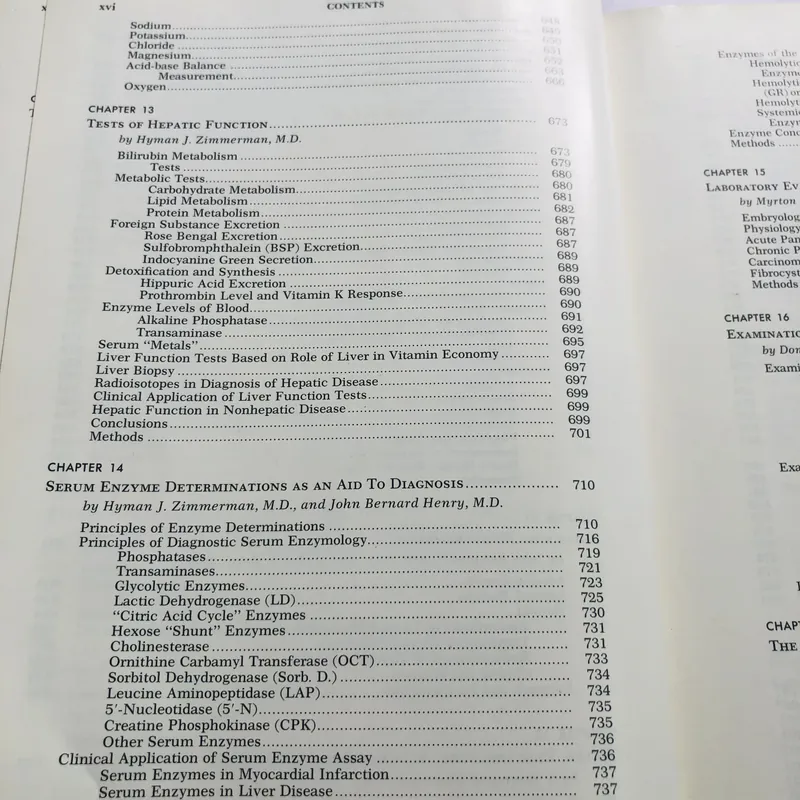 xvi
CONTENTS
Sodium
Potassium
Chloride
Magnesium
Acid-base Balance
Measurement
Oxygen
CHAPTER 13
TESTS OF HEPATIC FUNCTION 673
by Hyman J. Zimmerman, M.D.
Bilirubin Metabolism 673
Tests 679
Metabolic Tests 680
Carbohydrate Metabolism 680
Lipid Metabolism 681
Protein Metabolism 682
Foreign Substance Excretion 687
Rose Bengal Excretion 687
Sulfobromphthalein (BSP) Excretion 687
Indocyanine Green Secretion 689
Detoxification and Synthesis 689
Hippuric Acid Excretion 689
Prothrombin Level and Vitamin K Response 690
Enzyme Levels of Blood 690
Alkaline Phosphatase 691
Transaminase 692
Serum "Metals" 695
Liver Function Tests Based on Role of Liver in Vitamin Economy 697
Liver Biopsy 697
Radioisotopes in Diagnosis of Hepatic Disease 697
Clinical Application of Liver Function Tests 699
Hepatic Function in Nonhepatic Disease 699
Conclusions 699
Methods 701
CHAPTER 14
SERUM ENZYME DETERMINATIONS AS AN AID TO DIAGNOSIS 710
by Hyman J. Zimmerman, M.D., and John Bernard Henry, M.D.
Principles of Enzyme Determinations 710
Principles of Diagnostic Serum Enzymology 716
Phosphatases 719
Transaminases 721
Glycolytic Enzymes 723
Lactic Dehydrogenase (LD) 725
"Citric Acid Cycle" Enzymes 730
Hexose "Shunt" Enzymes 731
Cholinesterase 731
Ornithine Carbamyl Transferase (OCT) 733
Sorbitol Dehydrogenase (Sorb. D.) 734
Leucine Aminopeptidase (LAP) 734
5'-Nucleotidase (5'-N) 735
Creatine Phosphokinase (CPK) 735
Other Serum Enzymes 736
Clinical Application of Serum Enzyme Assay 736
Serum Enzymes in Myocardial Infarction 737
Serum Enzymes in Liver Disease 737
Enzymes of the
Hemolytic
Enzyme
Hemolytic
(GR) or
Hemolyt
Systemi
Enzym
Enzyme Conc
Methods
CHAPTER 15
LABORATORY EV
by Myrton
Embryolog
Physiology
Acute Pan
Chronic P
Carcinom
Fibrocyst
Methods
CHAPTER 16
EXAMINATIO
by Don
Exami
Exa
CHAPT
THE